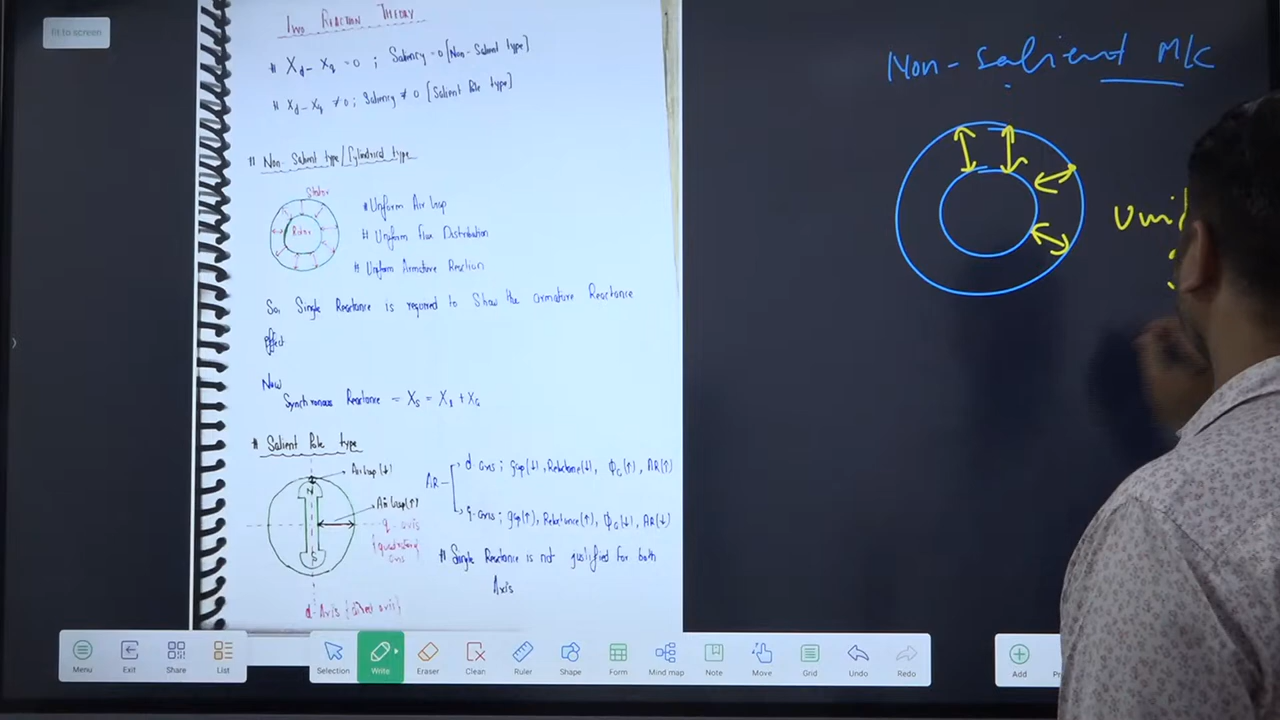 fit to screen
TWO REACTION THEORY
# Xd - Xq = 0 ; Saliency = 0 [Non-Salient type]
# Xd - Xq ≠ 0 ; Saliency ≠ 0 [Salient Pole type]
# Non-Salient type/Cylindrical type
Stator
Rotor
# Uniform Air Gap
# Uniform Flux Distribution
# Uniform Armature Reaction
So, Single Reactance is required to Show the armature Reactance
effect
Now
Synchronous Reactance = Xs = Xl + Xa
# Salient Pole type
Air Gap (↓)
N
Air Gap (↑)
q-axis
{quadrature
axis
S
d-Axis {direct axis}
AR
d axis ; gap(↓), Reluctance (↓), ϕa (↑), AR(↑)
q-axis ; gap(↑), Reluctance(↑), ϕa (↓), AR(↓)
# Single Reactance is not justified for both
Axis
Non-Salient M/C
Menu
Exit
Share
List
Selection
Write
Eraser
Clean
Ruler
Shape
Form
Mind map
Note
Move
Grid
Undo
Redo
Add